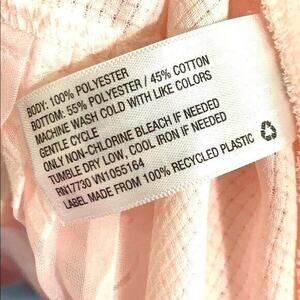 BODY: 100% POLYESTER
BOTTOM: 55% POLYESTER / 45% COTTON
MACHINE WASH COLD WITH LIKE COLORS
GENTLE CYCLE
ONLY NON-CHLORINE BLEACH IF NEEDED
TUMBLE DRY LOW, COOL IRON IF NEEDED
RN17730 VN1055164
LABEL MADE FROM 100% RECYCLED PLASTIC